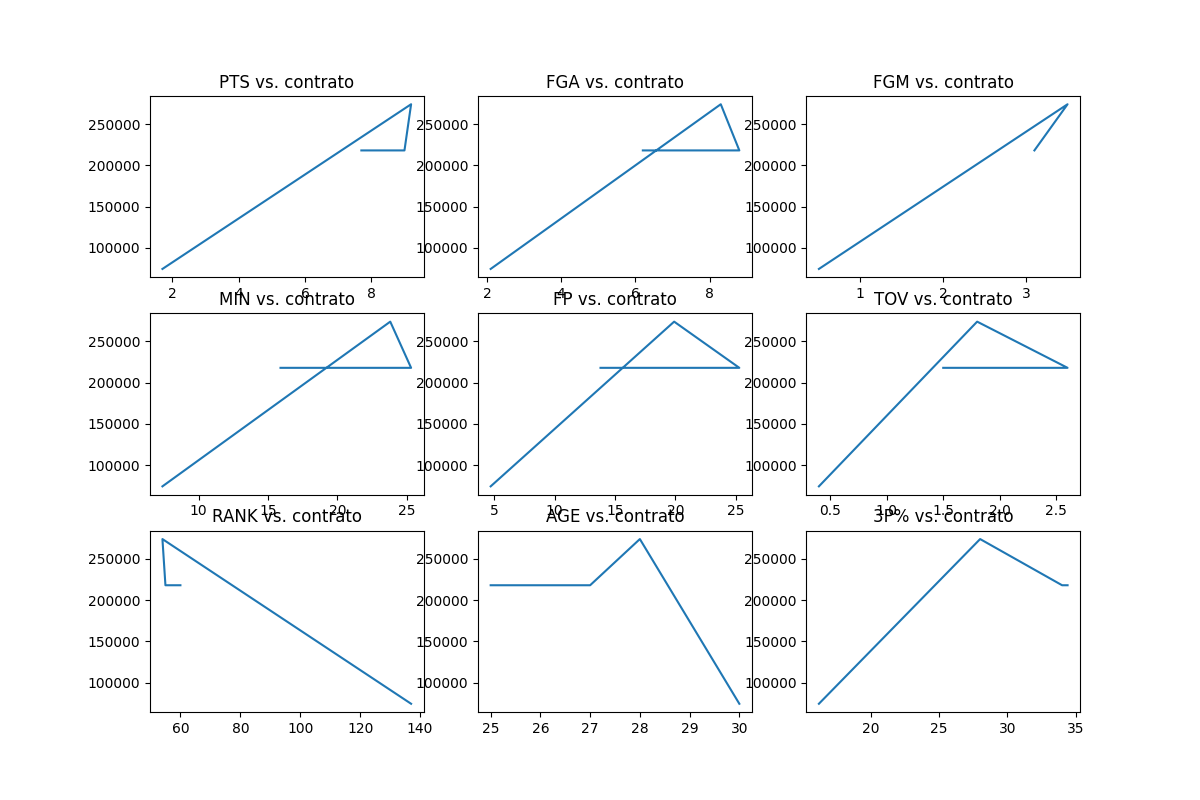 PTS vs. contrato
FGA vs. contrato
FGM vs. contrato
250000
200000
150000
100000
2 4 6 8
250000
200000
150000
100000
2 4 6 8
250000
200000
150000
100000
1 2 3
MIN vs. contrato
FP vs. contrato
TOV vs. contrato
250000
200000
150000
100000
10 15 20 25
250000
200000
150000
100000
5 10 15 20 25
250000
200000
150000
100000
0.5 1.0 1.5 2.0 2.5
RANK vs. contrato
AGE vs. contrato
3P% vs. contrato
250000
200000
150000
100000
60 80 100 120 140
250000
200000
150000
100000
25 26 27 28 29 30
250000
200000
150000
100000
20 25 30 35